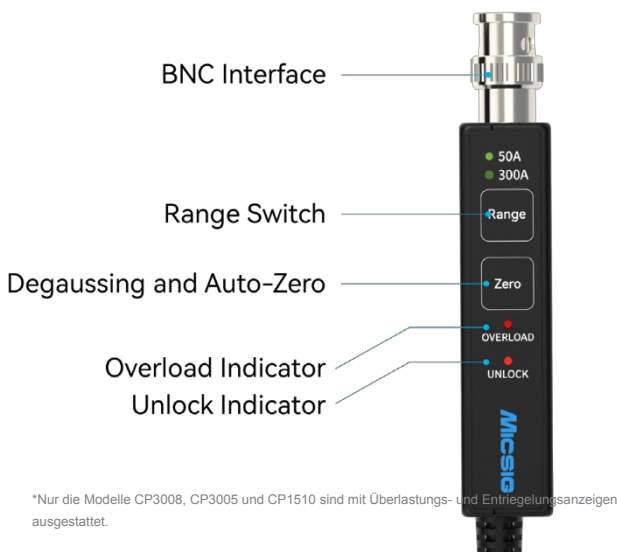 BNC Interface
50A
300A
Range Switch
Range
Degaussing and Auto-Zero
Zero
OVERLOAD
Overload Indicator
UNLOCK
Unlock Indicator
Micsig
*Nur die Modelle CP3008, CP3005 und CP1510 sind mit Überlastungs- und Entriegelungsanzeigen
ausgestattet.